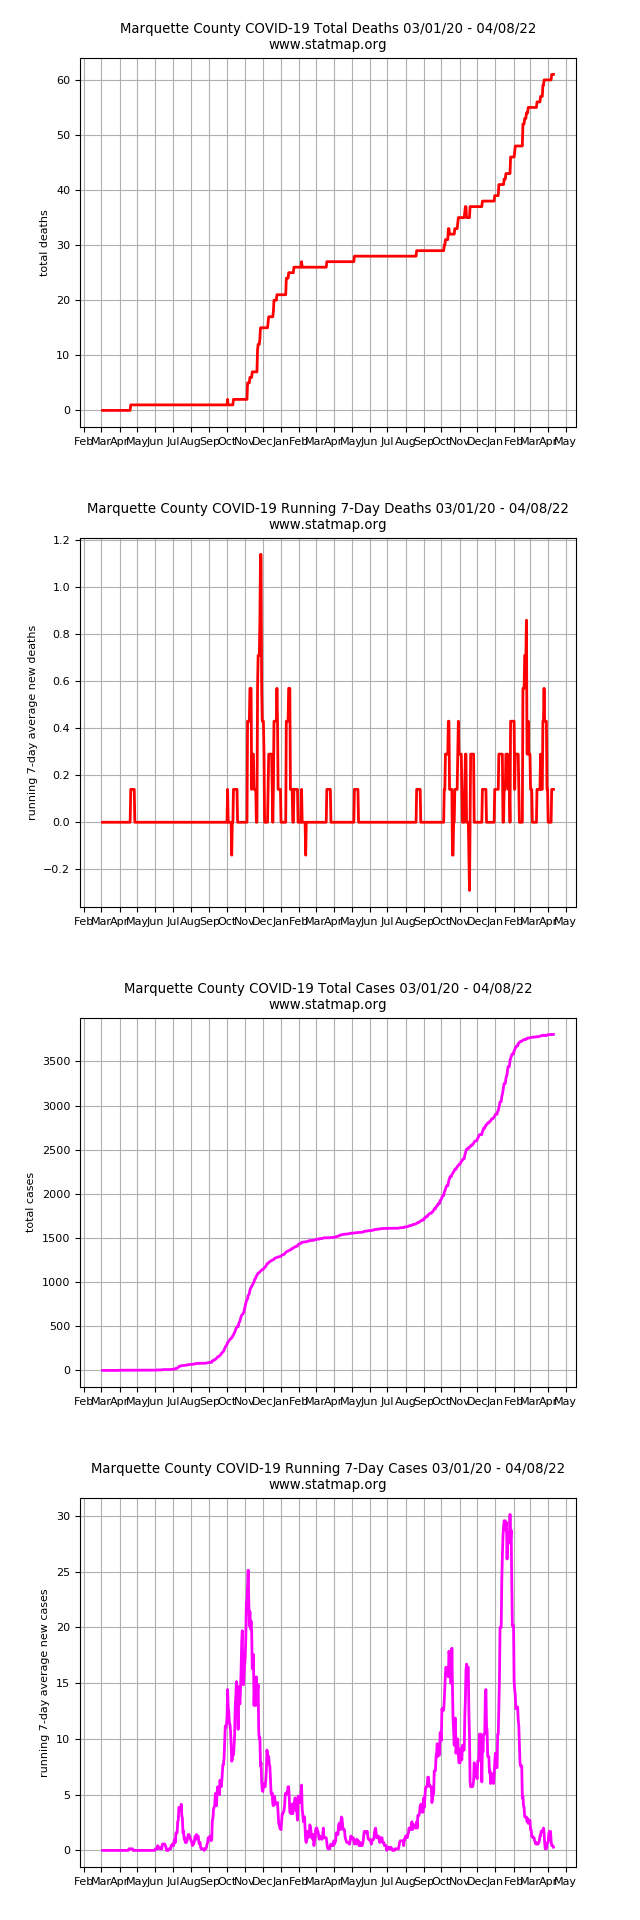 Marquette County COVID-19 Total Deaths 03/01/20 - 04/08/22
www.statmap.org
60
50
40
30
20
10
0
total deaths
Feb Mar Apr May Jun Jul Aug Sep Oct Nov Dec Jan Feb Mar Apr May Jun Jul Aug Sep Oct Nov Dec Jan Feb Mar Apr May
Marquette County COVID-19 Running 7-Day Deaths 03/01/20 - 04/08/22
www.statmap.org
1.2
1.0
0.8
0.6
0.4
0.2
0.0
−0.2
running 7-day average new deaths
Feb Mar Apr May Jun Jul Aug Sep Oct Nov Dec Jan Feb Mar Apr May Jun Jul Aug Sep Oct Nov Dec Jan Feb Mar Apr May
Marquette County COVID-19 Total Cases 03/01/20 - 04/08/22
www.statmap.org
3500
3000
2500
2000
1500
1000
500
0
total cases
Feb Mar Apr May Jun Jul Aug Sep Oct Nov Dec Jan Feb Mar Apr May Jun Jul Aug Sep Oct Nov Dec Jan Feb Mar Apr May
Marquette County COVID-19 Running 7-Day Cases 03/01/20 - 04/08/22
www.statmap.org
30
25
20
15
10
5
0
running 7-day average new cases
Feb Mar Apr May Jun Jul Aug Sep Oct Nov Dec Jan Feb Mar Apr May Jun Jul Aug Sep Oct Nov Dec Jan Feb Mar Apr May